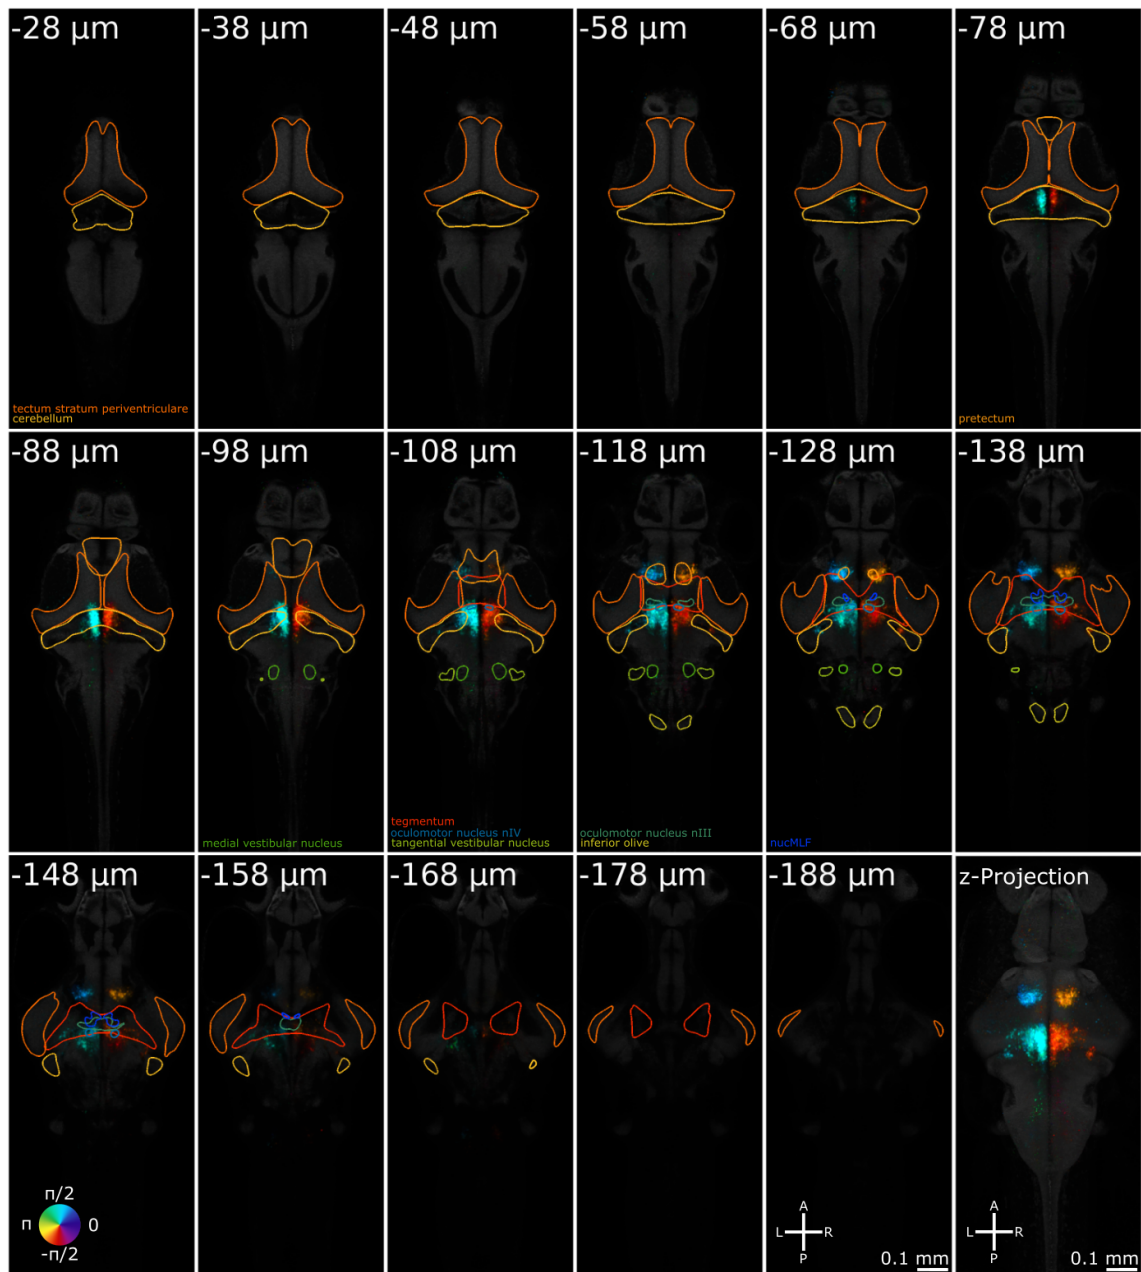 -28 μm
-38 μm
-48 μm
-58 μm
-68 μm
-78 μm
tectum stratum periventriculare
cerebellum
pretectum
-88 μm
-98 μm
-108 μm
-118 μm
-128 μm
-138 μm
medial vestibular nucleus
tegmentum
oculomotor nucleus nIV
tangential vestibular nucleus
oculomotor nucleus nIII
inferior olive
nucMLF
-148 μm
-158 μm
-168 μm
-178 μm
-188 μm
z-Projection
π/2
π
0
-π/2
A
L
R
P
0.1 mm
A
L
R
P
0.1 mm